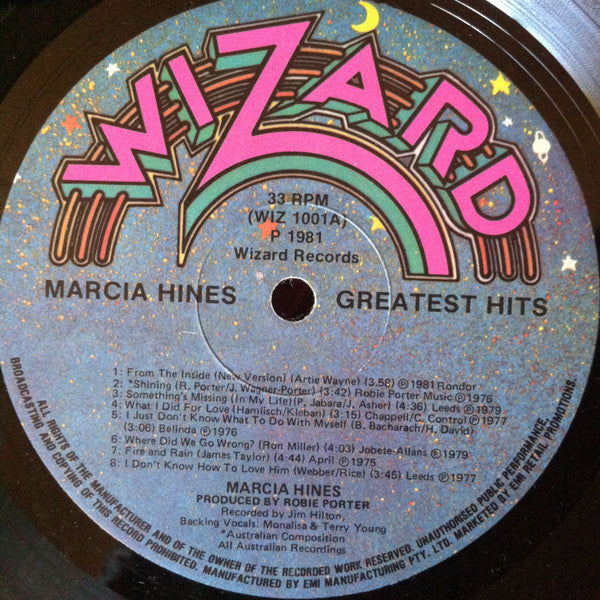 WIZARD
33 RPM
(WIZ 1001A)
P 1981
Wizard Records
MARCIA HINES GREATEST HITS
1: From The Inside (New Version) (Artie Wayne) (3.58) ℗1981 Rondor
2: *Shining (R. Porter/J. Wagner-Porter) (3:42) Robie Porter Music ℗1976
3: Something's Missing (In My Life) (P. Jabara/J. Asher) (4:36) Leeds ℗1979
4: What I Did For Love (Hamlisch/Kleban) (3:15) Chappell/C. Control ℗1977
5: I Just Don't Know What To Do With Myself (B. Bacharach/H. David)
(3:06) Belinda ℗1976
6: Where Did We Go Wrong? (Ron Miller) (4:03) Jobete-Allans ℗1979
7: Fire and Rain (James Taylor) (4:44) April ℗1975
8: I Don't Know How To Love Him (Webber/Rice) (3:45) Leeds ℗1977
MARCIA HINES
PRODUCED BY ROBIE PORTER
Recorded by Jim Hilton,
Backing Vocals: Monalisa & Terry Young
*Australian Composition
All Australian Recordings
ALL RIGHTS OF THE MANUFACTURER AND OF THE OWNER OF THE RECORDED WORK RESERVED. UNAUTHORISED PUBLIC PERFORMANCE
BROADCASTING AND COPYING OF THIS RECORD PROHIBITED. MANUFACTURED BY EMI MANUFACTURING PTY. LTD. MARKETED BY EMI RETAIL PROMOTIONS.